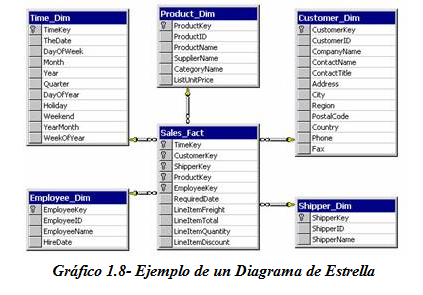 Time_Dim
TimeKey
TheDate
DayOfWeek
Month
Year
Quarter
DayOfYear
Holiday
Weekend
YearMonth
WeekOfYear
Product_Dim
ProductKey
ProductID
ProductName
SupplierName
CategoryName
ListUnitPrice
Customer_Dim
CustomerKey
CustomerID
CompanyName
ContactName
ContactTitle
Address
City
Region
PostalCode
Country
Phone
Fax
Sales_Fact
TimeKey
CustomerKey
ShipperKey
ProductKey
EmployeeKey
RequiredDate
LineItemFreight
LineItemTotal
LineItemQuantity
LineItemDiscount
Employee_Dim
EmployeeKey
EmployeeID
EmployeeName
HireDate
Shipper_Dim
ShipperKey
ShipperID
ShipperName
Gráfico 1.8- Ejemplo de un Diagrama de Estrella